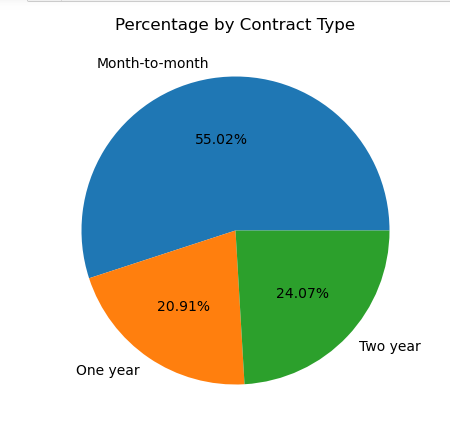 Percentage by Contract Type
Month-to-month
55.02%
20.91%
24.07%
One year
Two year